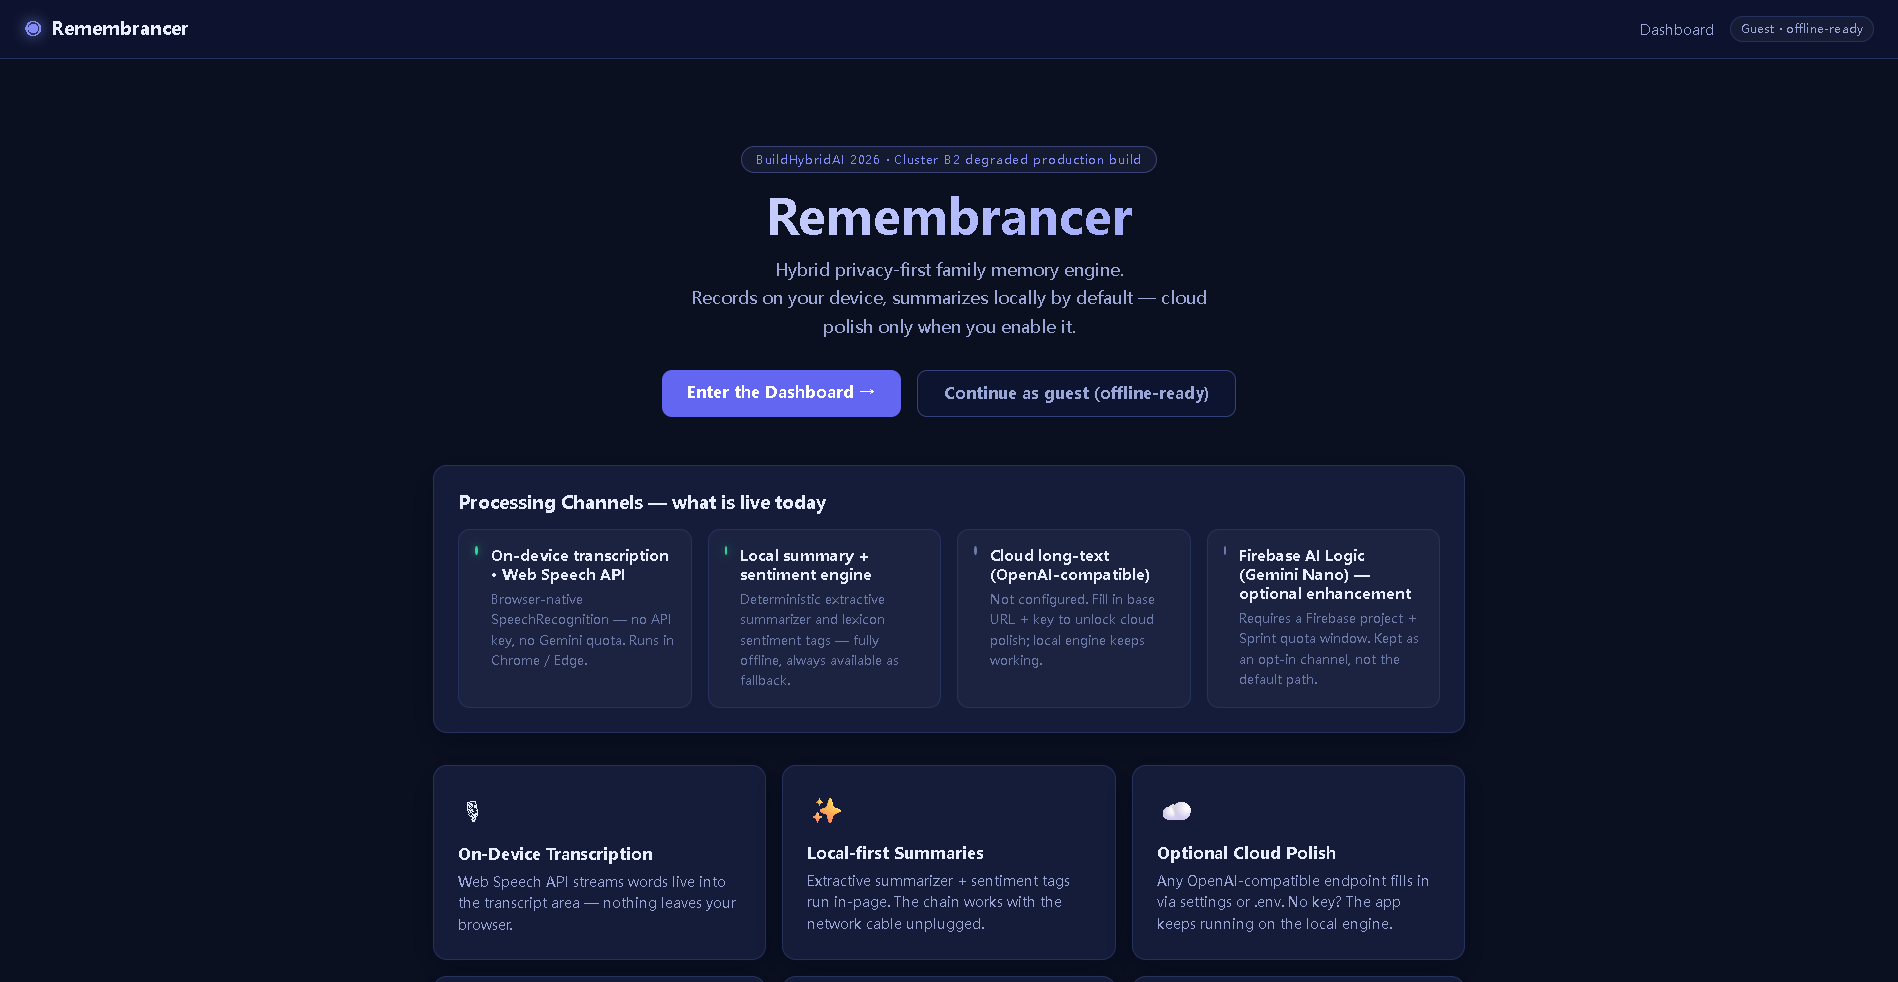 Remembrancer
Dashboard
Guest • offline-ready
BuildHybridAI 2026 • Cluster B2 degraded production build
Remembrancer
Hybrid privacy-first family memory engine.
Records on your device, summarizes locally by default — cloud
polish only when you enable it.
Enter the Dashboard →
Continue as guest (offline-ready)
Processing Channels — what is live today
On-device transcription
• Web Speech API
Browser-native
SpeechRecognition — no API
key, no Gemini quota. Runs in
Chrome / Edge.
Local summary +
sentiment engine
Deterministic extractive
summarizer and lexicon
sentiment tags — fully
offline, always available as
fallback.
Cloud long-text
(OpenAI-compatible)
Not configured. Fill in base
URL + key to unlock cloud
polish; local engine keeps
working.
Firebase AI Logic
(Gemini Nano) —
optional enhancement
Requires a Firebase project +
Sprint quota window. Kept as
an opt-in channel, not the
default path.
On-Device Transcription
Web Speech API streams words live into
the transcript area — nothing leaves your
browser.
Local-first Summaries
Extractive summarizer + sentiment tags
run in-page. The chain works with the
network cable unplugged.
Optional Cloud Polish
Any OpenAI-compatible endpoint fills in
via settings or .env. No key? The app
keeps running on the local engine.